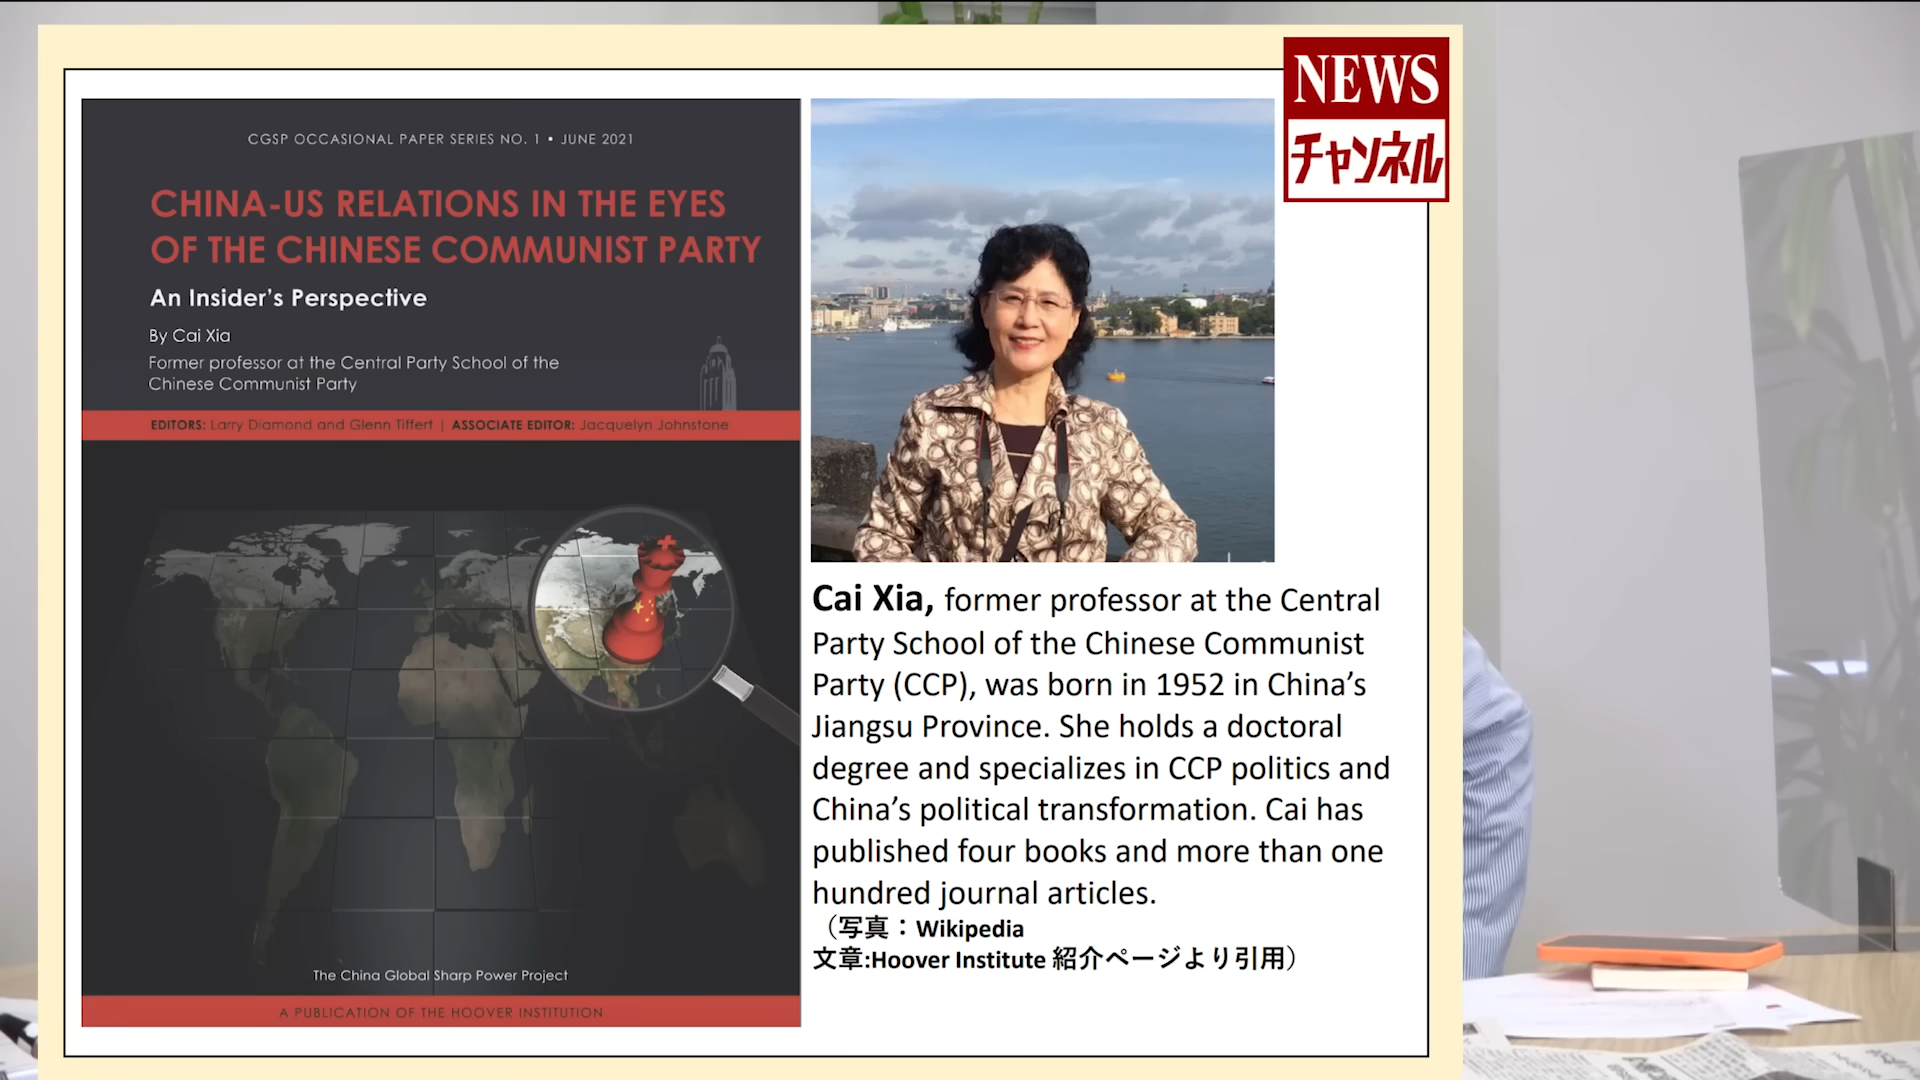 CGSP OCCASIONAL PAPER SERIES NO. 1 • JUNE 2021
CHINA-US RELATIONS IN THE EYES
OF THE CHINESE COMMUNIST PARTY
An Insider's Perspective
By Cai Xia
Former professor at the Central Party School of the
Chinese Communist Party
EDITORS: Larry Diamond and Glenn Tiffert | ASSOCIATE EDITOR: Jacquelyn Johnstone
The China Global Sharp Power Project
A PUBLICATION OF THE HOOVER INSTITUTION
NEWS
チャンネル
Cai Xia, former professor at the Central
Party School of the Chinese Communist
Party (CCP), was born in 1952 in China's
Jiangsu Province. She holds a doctoral
degree and specializes in CCP politics and
China's political transformation. Cai has
published four books and more than one
hundred journal articles.
（写真：Wikipedia
文章:Hoover Institute 紹介ページより引用）